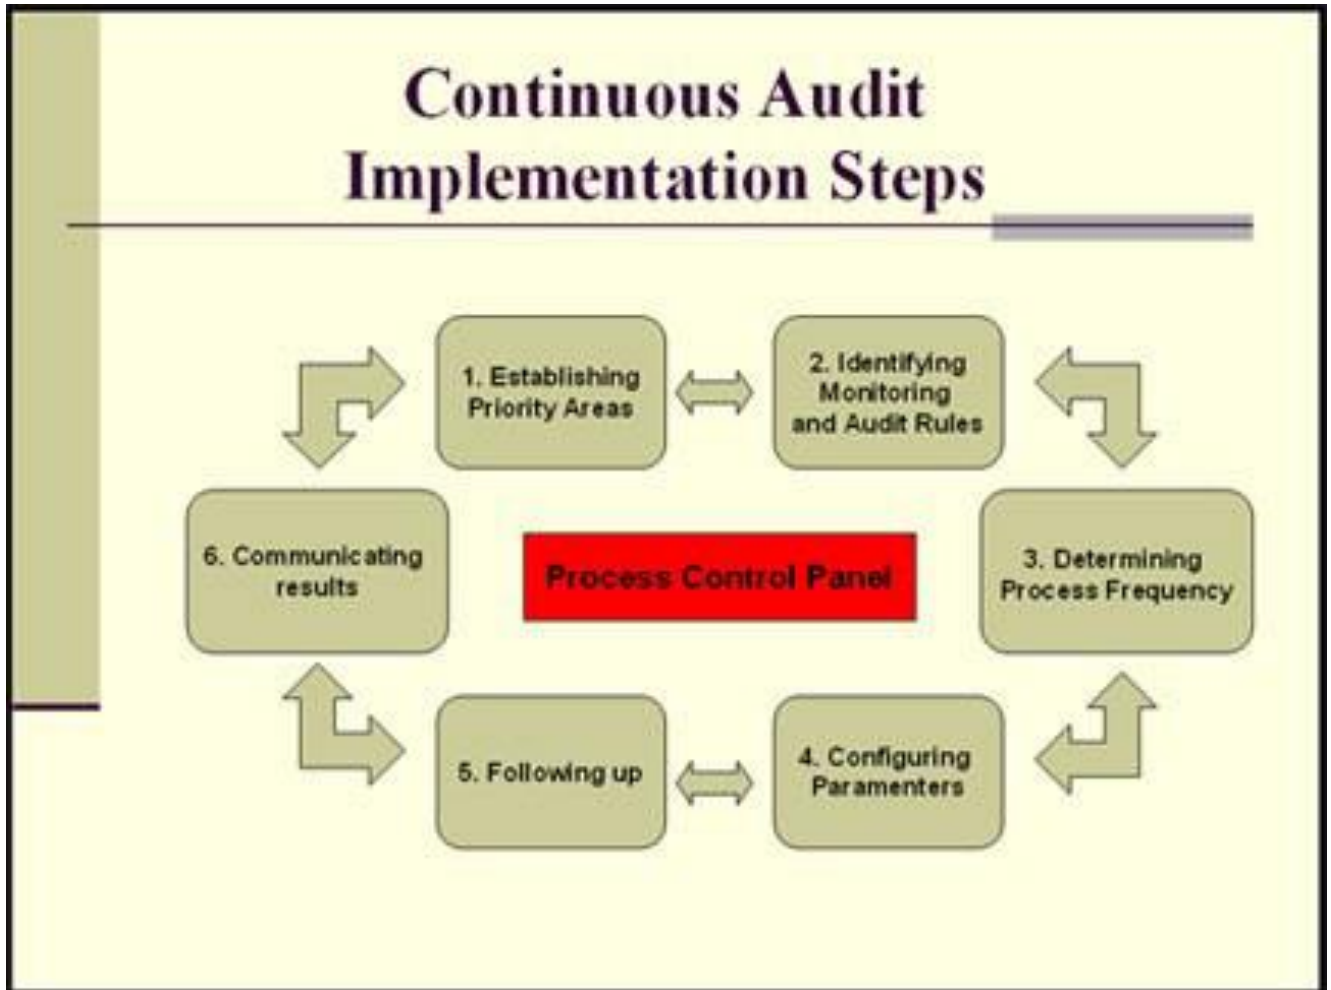 Continuous Audit
Implementation Steps
1. Establishing
Priority Areas
2. Identifying
Monitoring
and Audit Rules
3. Determining
Process Frequency
4. Configuring
Paramenters
5. Following up
6. Communicating
results
Process Control Panel